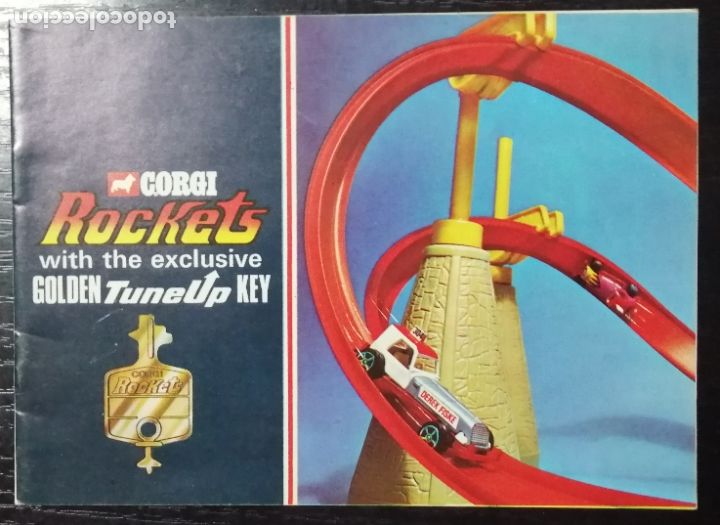 todocoleccion
CORGI
Rockets
with the exclusive
GOLDEN TuneUp KEY
CORGI
Rockets
DEREK FISKE